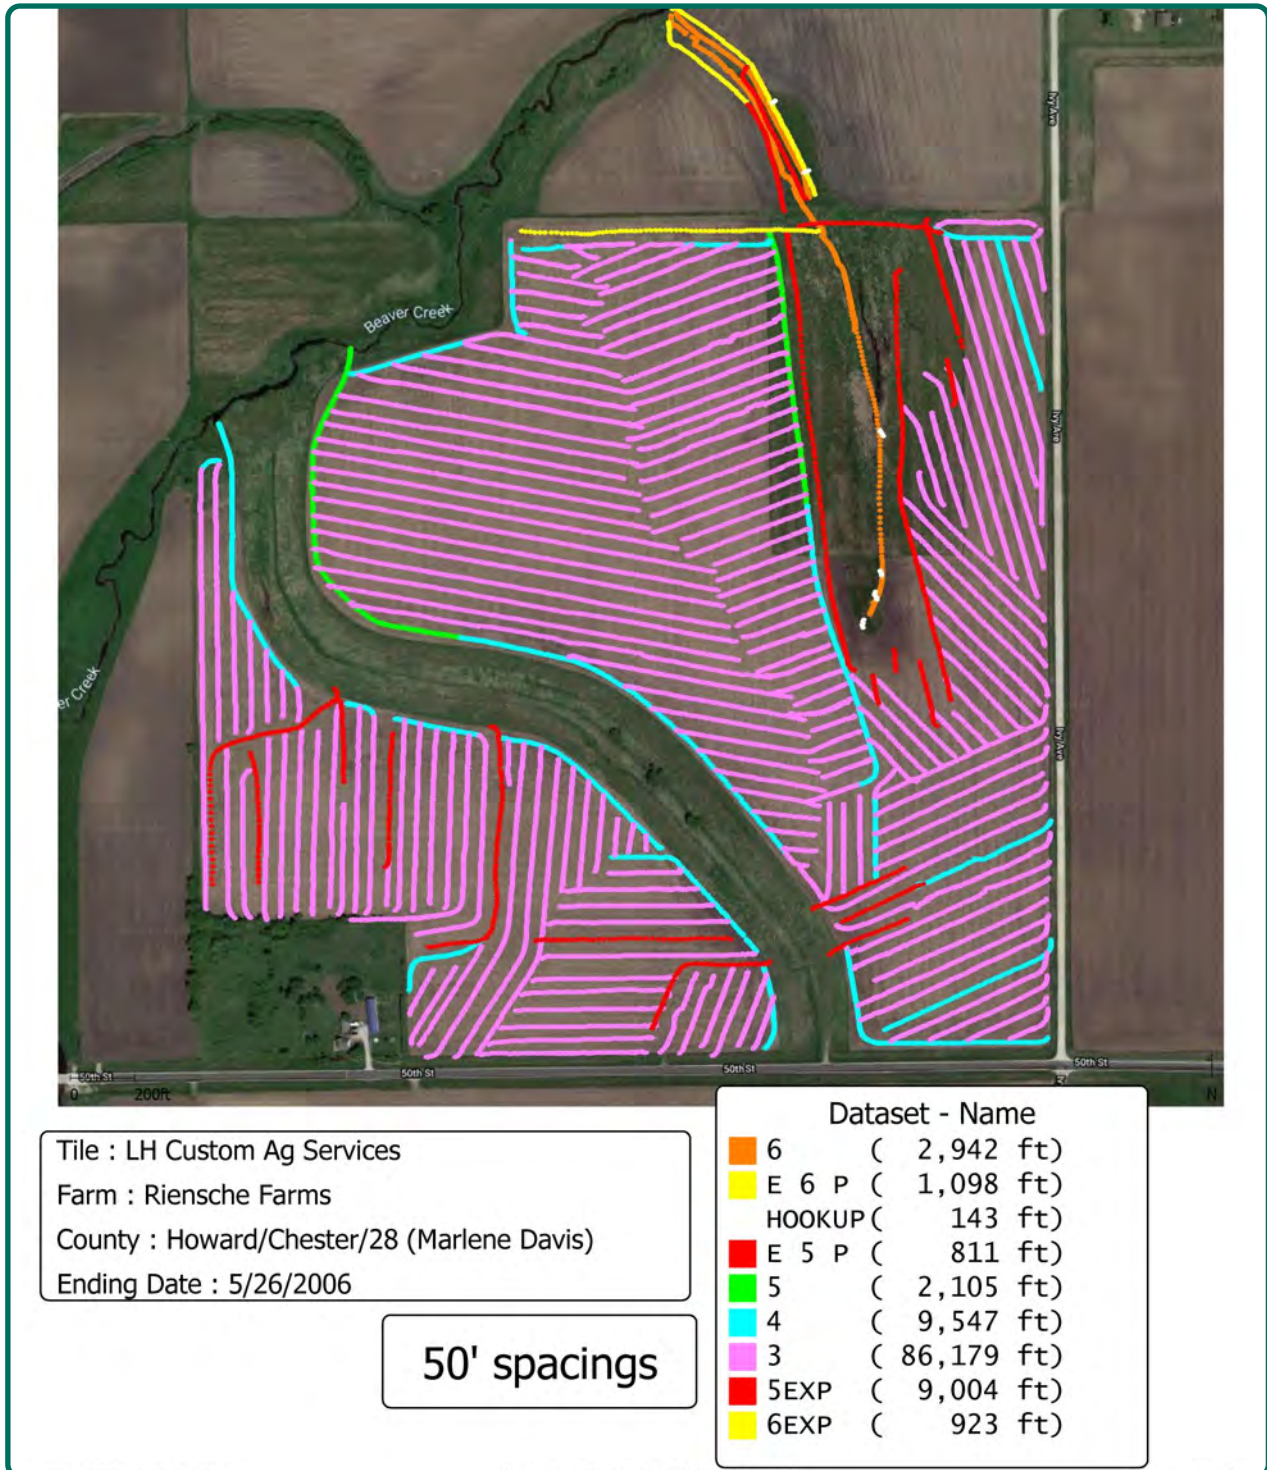 Ivy Ave
Beaver Creek
Ivy Ave
er Creek
Ivy Ave
50th St
50th St
50th St
50th St
0 200ft N
Tile : LH Custom Ag Services
Farm : Riensche Farms
County : Howard/Chester/28 (Marlene Davis)
Ending Date : 5/26/2006
50' spacings
Dataset - Name
6 ( 2,942 ft)
E 6 P ( 1,098 ft)
HOOKUP ( 143 ft)
E 5 P ( 811 ft)
5 ( 2,105 ft)
4 ( 9,547 ft)
3 ( 86,179 ft)
5EXP ( 9,004 ft)
6EXP ( 923 ft)